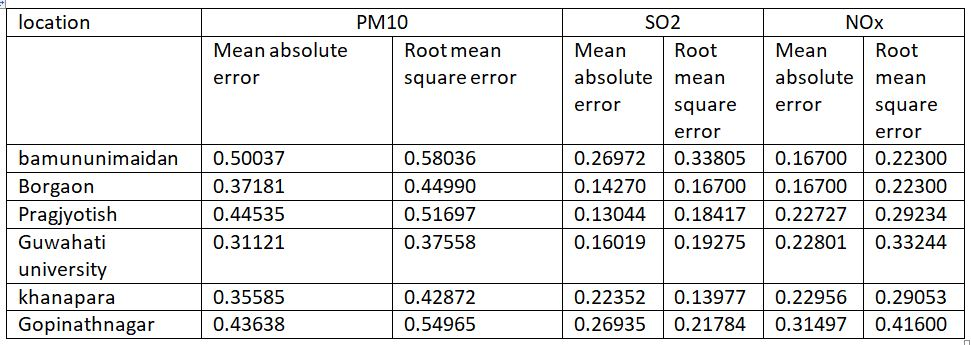 location PM10 SO2 NOx
Mean absolute error Root mean square error Mean absolute error Root mean square error Mean absolute error Root mean square error
bamununimaidan 0.50037 0.58036 0.26972 0.33805 0.16700 0.22300
Borgaon 0.37181 0.44990 0.14270 0.16700 0.16700 0.22300
Pragjyotish 0.44535 0.51697 0.13044 0.18417 0.22727 0.29234
Guwahati university 0.31121 0.37558 0.16019 0.19275 0.22801 0.33244
khanapara 0.35585 0.42872 0.22352 0.13977 0.22956 0.29053
Gopinathnagar 0.43638 0.54965 0.26935 0.21784 0.31497 0.41600